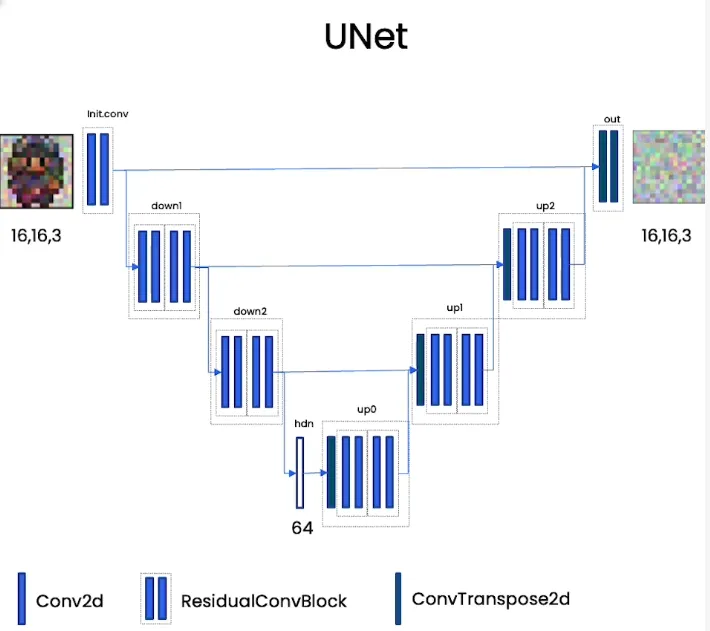 UNet
Init.conv
out
16,16,3
down1
up2
16,16,3
down2
up1
hdn
up0
64
Conv2d
ResidualConvBlock
ConvTranspose2d